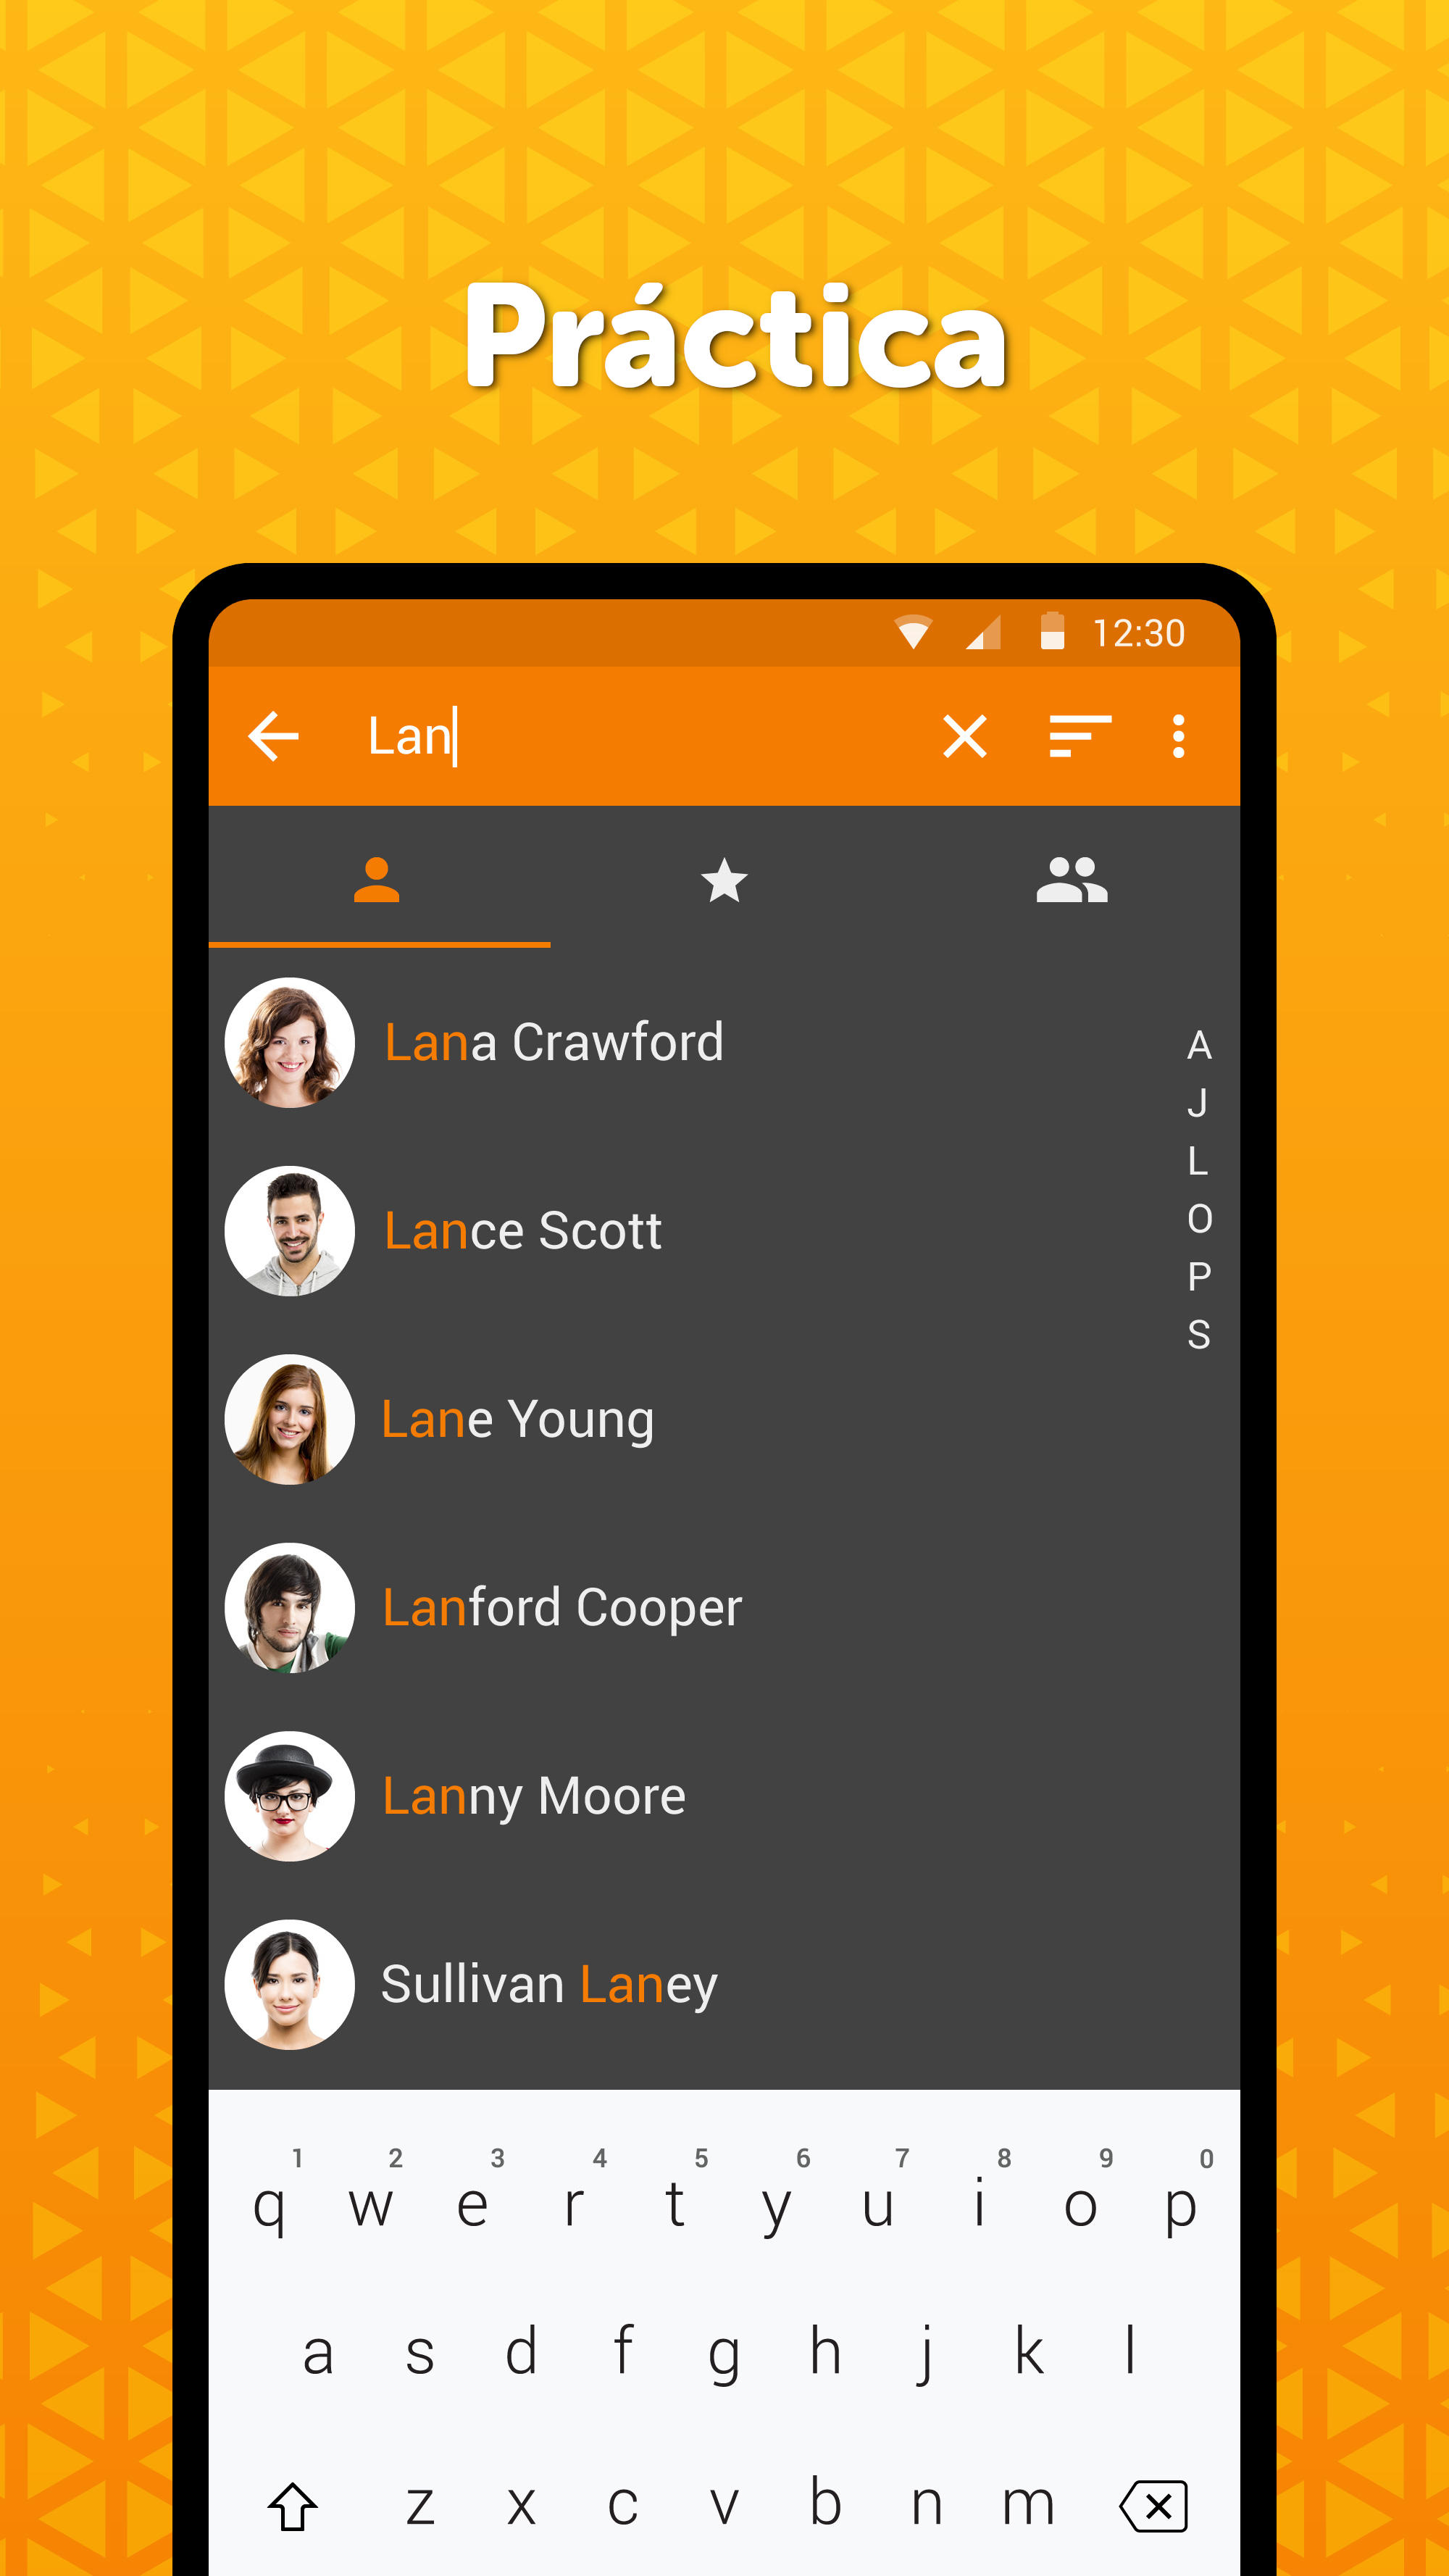 Práctica
12:30
Lan
Lana Crawford
A
J
Lance Scott
L
O
P
S
Lane Young
Lanford Cooper
Lanny Moore
Sullivan Laney
1 2 3 4 5 6 7 8 9 0
q w e r t y u i o p
a s d f g h j k l
z x c v b n m